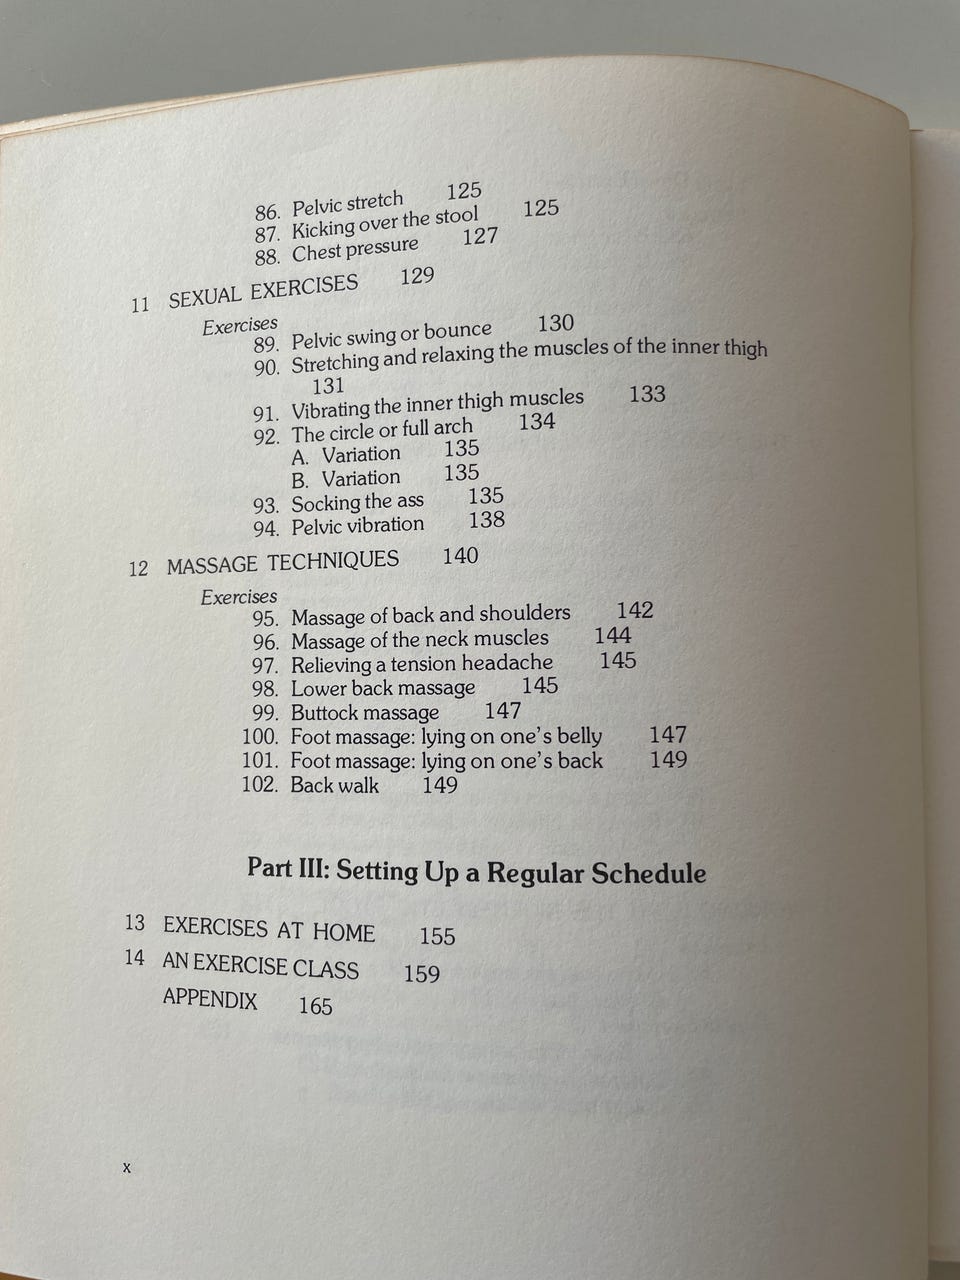 86. Pelvic stretch 125
87. Kicking over the stool 125
88. Chest pressure 127
11 SEXUAL EXERCISES 129
Exercises
89. Pelvic swing or bounce 130
90. Stretching and relaxing the muscles of the inner thigh
131
91. Vibrating the inner thigh muscles 133
92. The circle or full arch 134
A. Variation 135
B. Variation 135
93. Socking the ass 135
94. Pelvic vibration 138
12 MASSAGE TECHNIQUES 140
Exercises
95. Massage of back and shoulders 142
96. Massage of the neck muscles 144
97. Relieving a tension headache 145
98. Lower back massage 145
99. Buttock massage 147
100. Foot massage: lying on one's belly 147
101. Foot massage: lying on one's back 149
102. Back walk 149
Part III: Setting Up a Regular Schedule
13 EXERCISES AT HOME 155
14 AN EXERCISE CLASS 159
APPENDIX 165
x